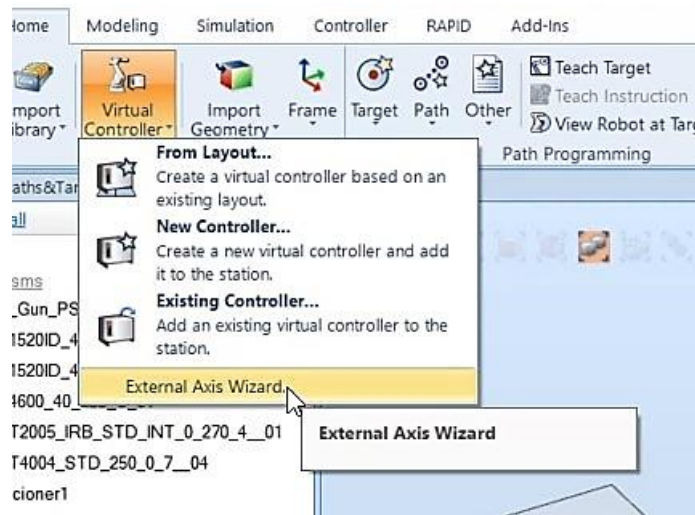 Home Modeling Simulation Controller RAPID Add-Ins
Import Library
Virtual Controller
Import Geometry
Frame
Target
Path
Other
Teach Target
Teach Instruction
View Robot at Targ
Path Programming
aths&Tar
all
From Layout...
Create a virtual controller based on an
existing layout.
New Controller...
Create a new virtual controller and add
it to the station.
Existing Controller...
Add an existing virtual controller to the
station.
External Axis Wizard.
External Axis Wizard
sms
_Gun_PS
1520ID_4
1520ID_4
4600_40_
T2005_IRB_STD_INT_0_270_4__01
T4004_STD_250_0_7__04
cioner1